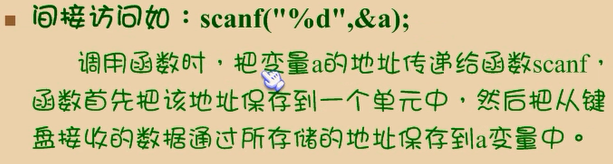 间接访问如：scanf("%d",&a);
调用函数时，把变量a的地址传递给函数scanf，
函数首先把该地址保存到一个单元中，然后把从键
盘接收的数据通过所存储的地址保存到a变量中。